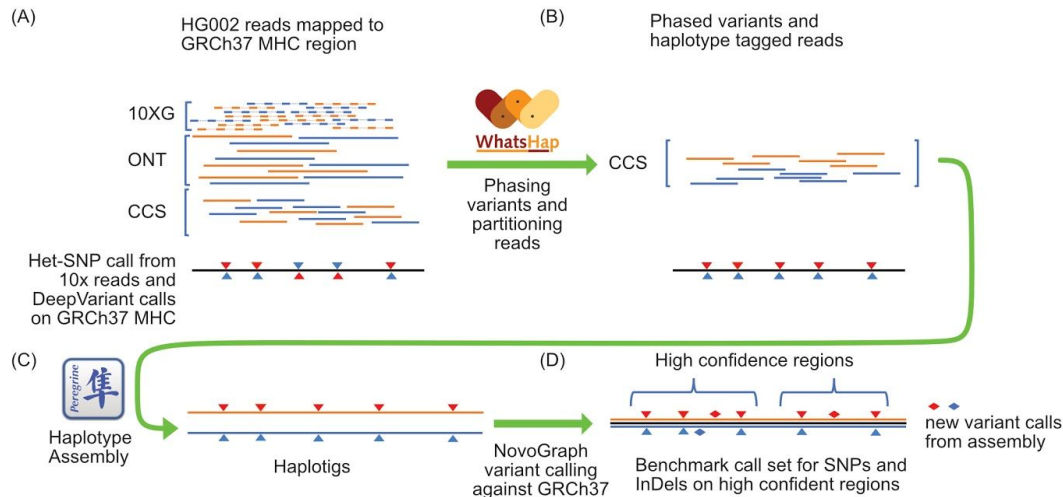 (A)
HG002 reads mapped to
GRCh37 MHC region
10XG
ONT
CCS
Het-SNP call from
10x reads and
DeepVariant calls
on GRCh37 MHC
WhatsHap
Phasing
variants and
partitioning
reads
(B)
Phased variants and
haplotype tagged reads
CCS
(C)
Peregrine
隼
Haplotype
Assembly
Haplotigs
NovoGraph
variant calling
against GRCh37
(D)
High confidence regions
new variant calls
from assembly
Benchmark call set for SNPs and
InDels on high confident regions